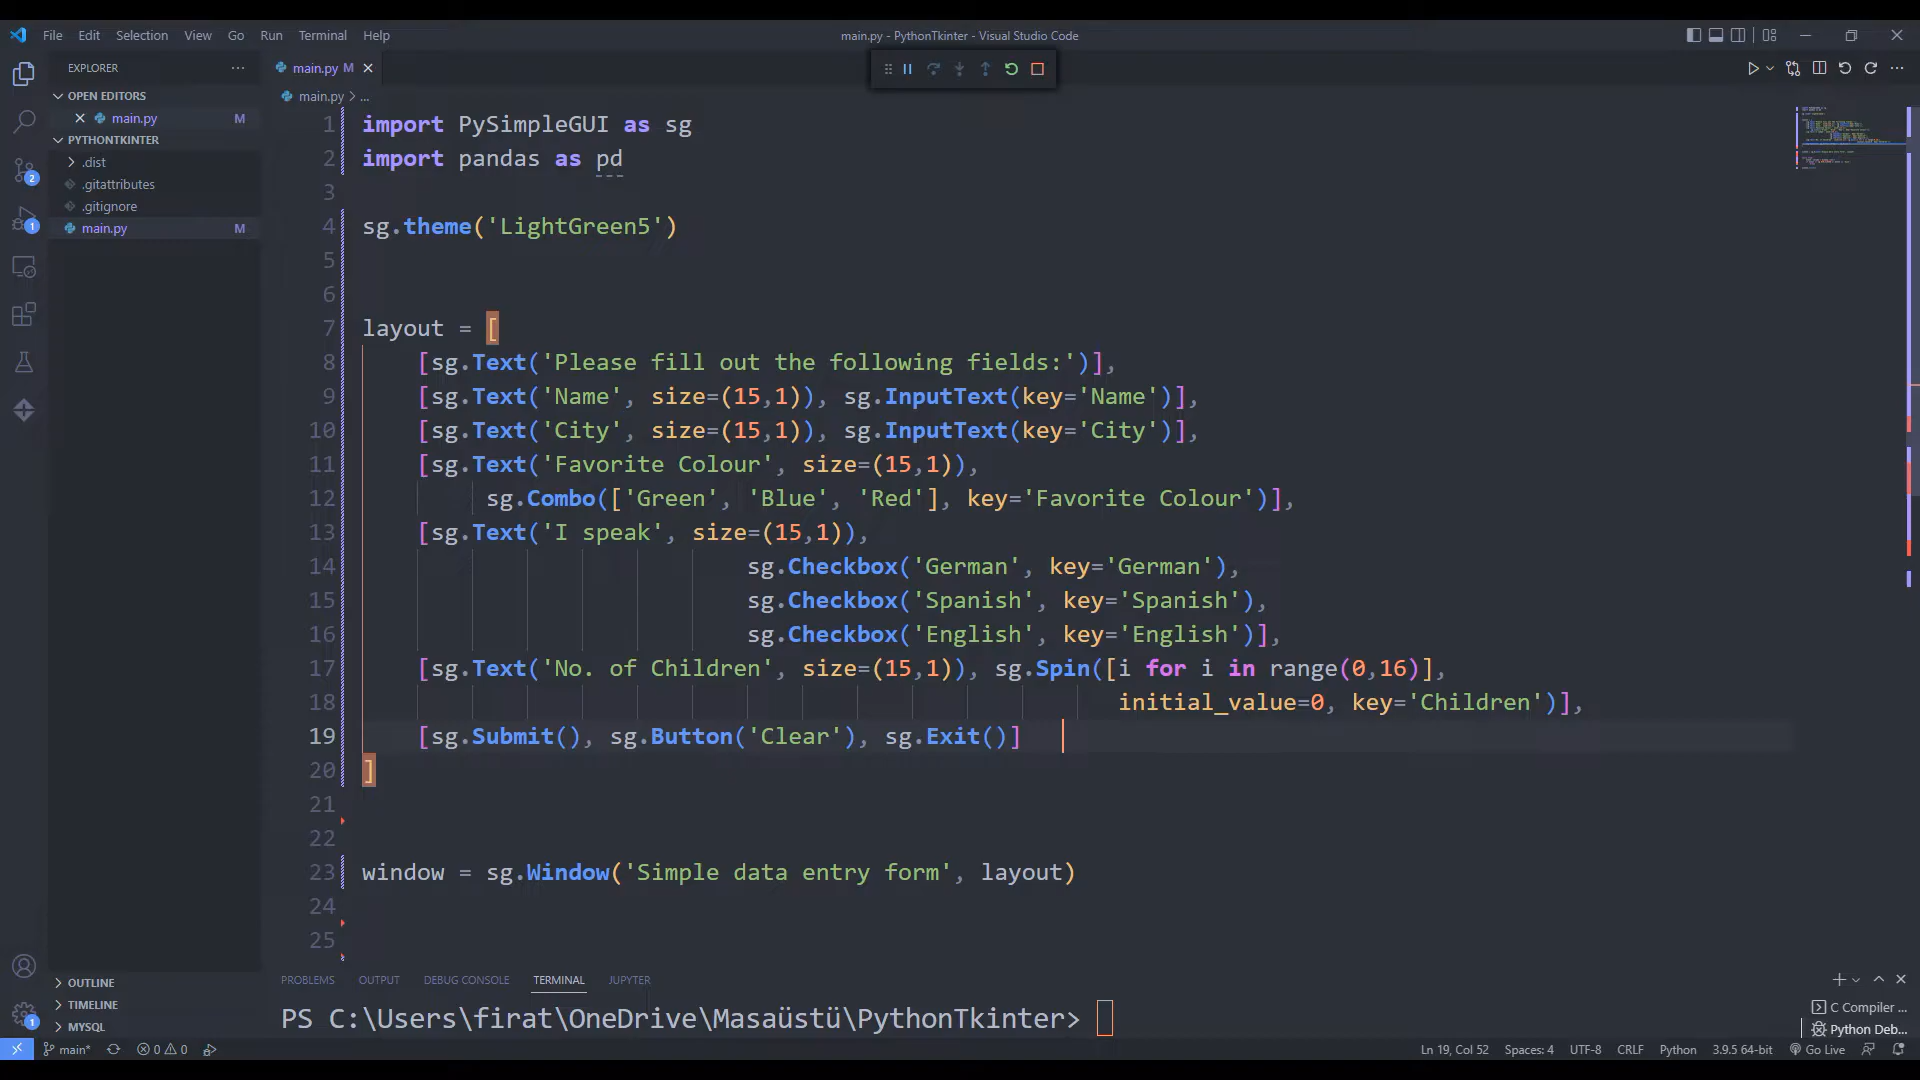 File Edit Selection View Go Run Terminal Help
main.py - PythonTkinter - Visual Studio Code
EXPLORER
OPEN EDITORS
main.py M
PYTHONTKINTER
.dist
.gitattributes
.gitignore
main.py M
main.py M
main.py > ...
1 import PySimpleGUI as sg
2 import pandas as pd
3
4 sg.theme('LightGreen5')
5
6
7 layout = [
8 [sg.Text('Please fill out the following fields:')],
9 [sg.Text('Name', size=(15,1)), sg.InputText(key='Name')],
10 [sg.Text('City', size=(15,1)), sg.InputText(key='City')],
11 [sg.Text('Favorite Colour', size=(15,1)),
12 sg.Combo(['Green', 'Blue', 'Red'], key='Favorite Colour')],
13 [sg.Text('I speak', size=(15,1)),
14 sg.Checkbox('German', key='German'),
15 sg.Checkbox('Spanish', key='Spanish'),
16 sg.Checkbox('English', key='English')],
17 [sg.Text('No. of Children', size=(15,1)), sg.Spin([i for i in range(0,16)],
18 initial_value=0, key='Children')],
19 [sg.Submit(), sg.Button('Clear'), sg.Exit()]
20 ]
21
22
23 window = sg.Window('Simple data entry form', layout)
24
25
2
1
1
OUTLINE
TIMELINE
MYSQL
PROBLEMS OUTPUT DEBUG CONSOLE TERMINAL JUPYTER
PS C:\Users\firat\OneDrive\Masaüstü\PythonTkinter>
C Compiler ...
Python Deb...
main* 0 0
Ln 19, Col 52 Spaces: 4 UTF-8 CRLF Python 3.9.5 64-bit Go Live